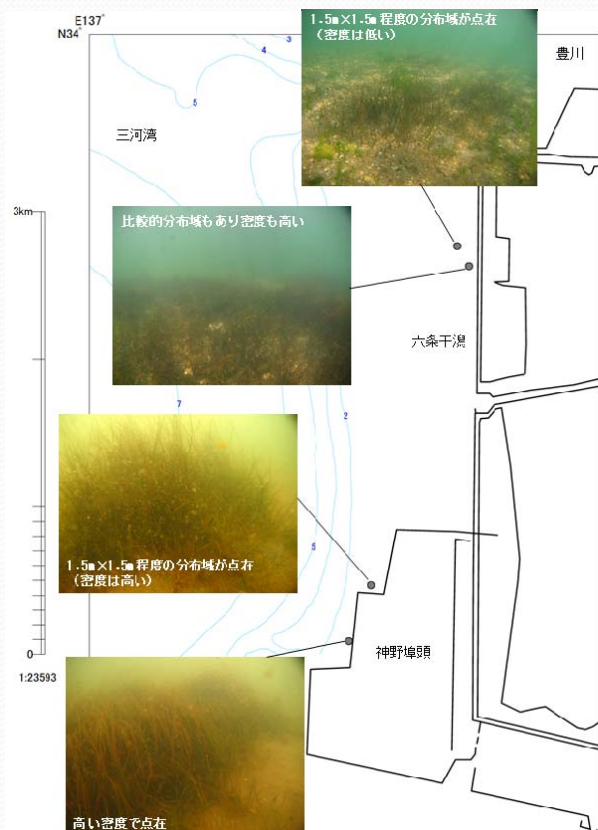 E137°
N34°
1.5m×1.5m程度の分布域が点在
（密度は低い）
豊川
3
4
5
三河湾
3km
比較的分布域もあり密度も高い
六条干潟
7
2
1.5m×1.5m程度の分布域が点在
（密度は高い）
5
神野埠頭
0
1:23593
高い密度で点在